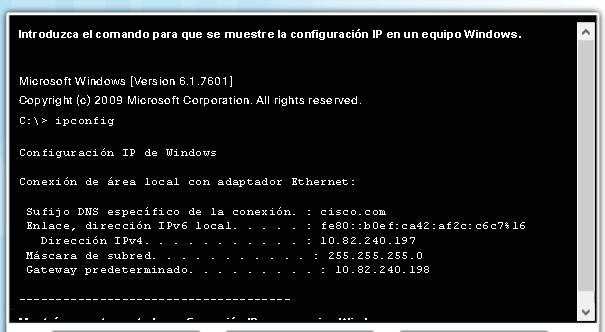 Introduzca el comando para que se muestre la configuración IP en un equipo Windows.
Microsoft Windows [Version 6.1.7601]
Copyright (c) 2009 Microsoft Corporation. All rights reserved.
C:\> ipconfig
Configuración IP de Windows
Conexión de área local con adaptador Ethernet:
Sufijo DNS específico de la conexión. : cisco.com
Enlace, dirección IPv6 local. . . . . : fe80::b0ef:ca42:af2c:c6c7%16
Dirección IPv4. . . . . . . . . . . : 10.82.240.197
Máscara de subred. . . . . . . . . . . : 255.255.255.0
Gateway predeterminado. . . . . . . . . : 10.82.240.198
----------------------------------